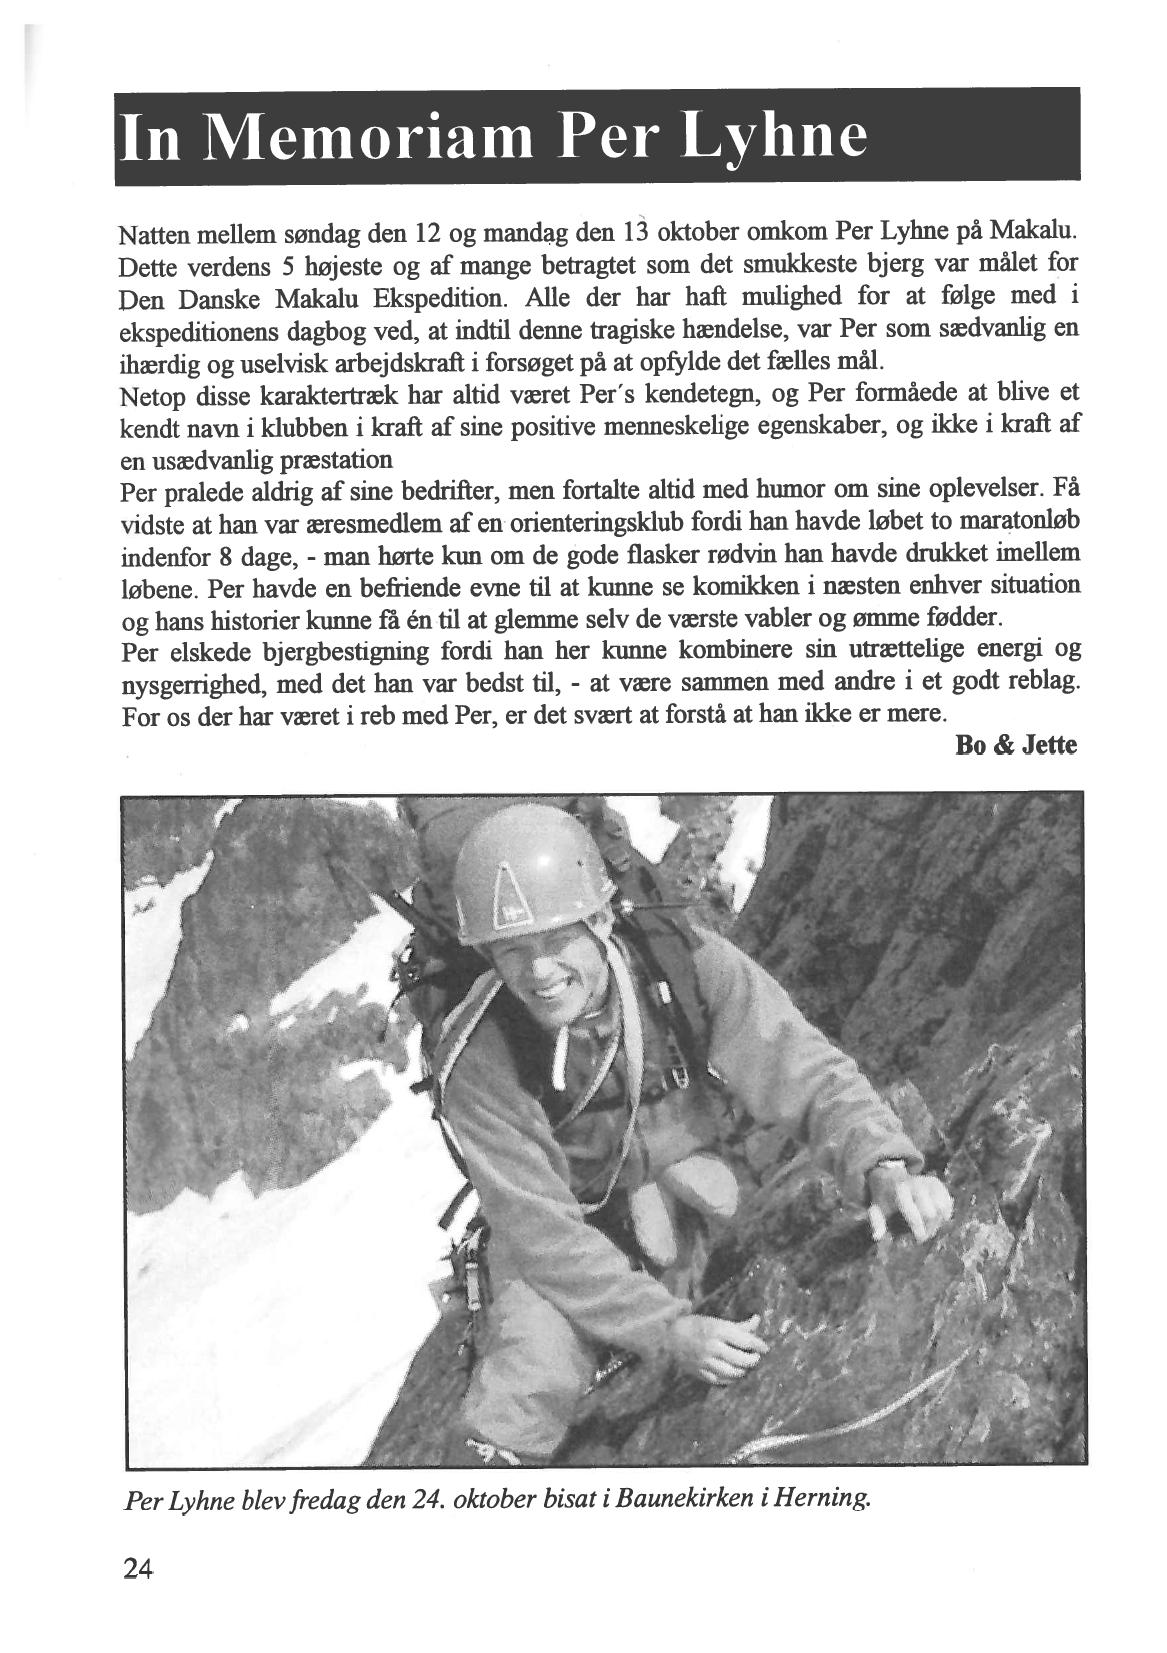 In Memoriam Per Lyhne
Natten mellem søndag den 12 og mandag den 13 oktober omkom Per Lyhne på Makalu.
Dette verdens 5 højeste og af mange betragtet som det smukkeste bjerg var målet for
Den Danske Makalu Ekspedition. Alle der har haft mulighed for at følge med i
ekspeditionens dagbog ved, at indtil denne tragiske hændelse, var Per som sædvanlig en
ihærdig og uselvisk arbejdskraft i forsøget på at opfylde det fælles mål.
Netop disse karaktertræk har altid været Per´s kendetegn, og Per formåede at blive et
kendt navn i klubben i kraft af sine positive menneskelige egenskaber, og ikke i kraft af
en usædvanlig præstation
Per pralede aldrig af sine bedrifter, men fortalte altid med humor om sine oplevelser. Få
vidste at han var æresmedlem af en orienteringsklub fordi han havde løbet to maratonløb
indenfor 8 dage, - man hørte kun om de gode flasker rødvin han havde drukket imellem
løbene. Per havde en befriende evne til at kunne se komikken i næsten enhver situation
og hans historier kunne få én til at glemme selv de værste vabler og ømme fødder.
Per elskede bjergbestigning fordi han her kunne kombinere sin utrættelige energi og
nysgerrighed, med det han var bedst til, - at være sammen med andre i et godt reblag.
For os der har været i reb med Per, er det svært at forstå at han ikke er mere.
Bo & Jette
Per Lyhne blev fredag den 24. oktober bisat i Baunekirken i Herning.
24